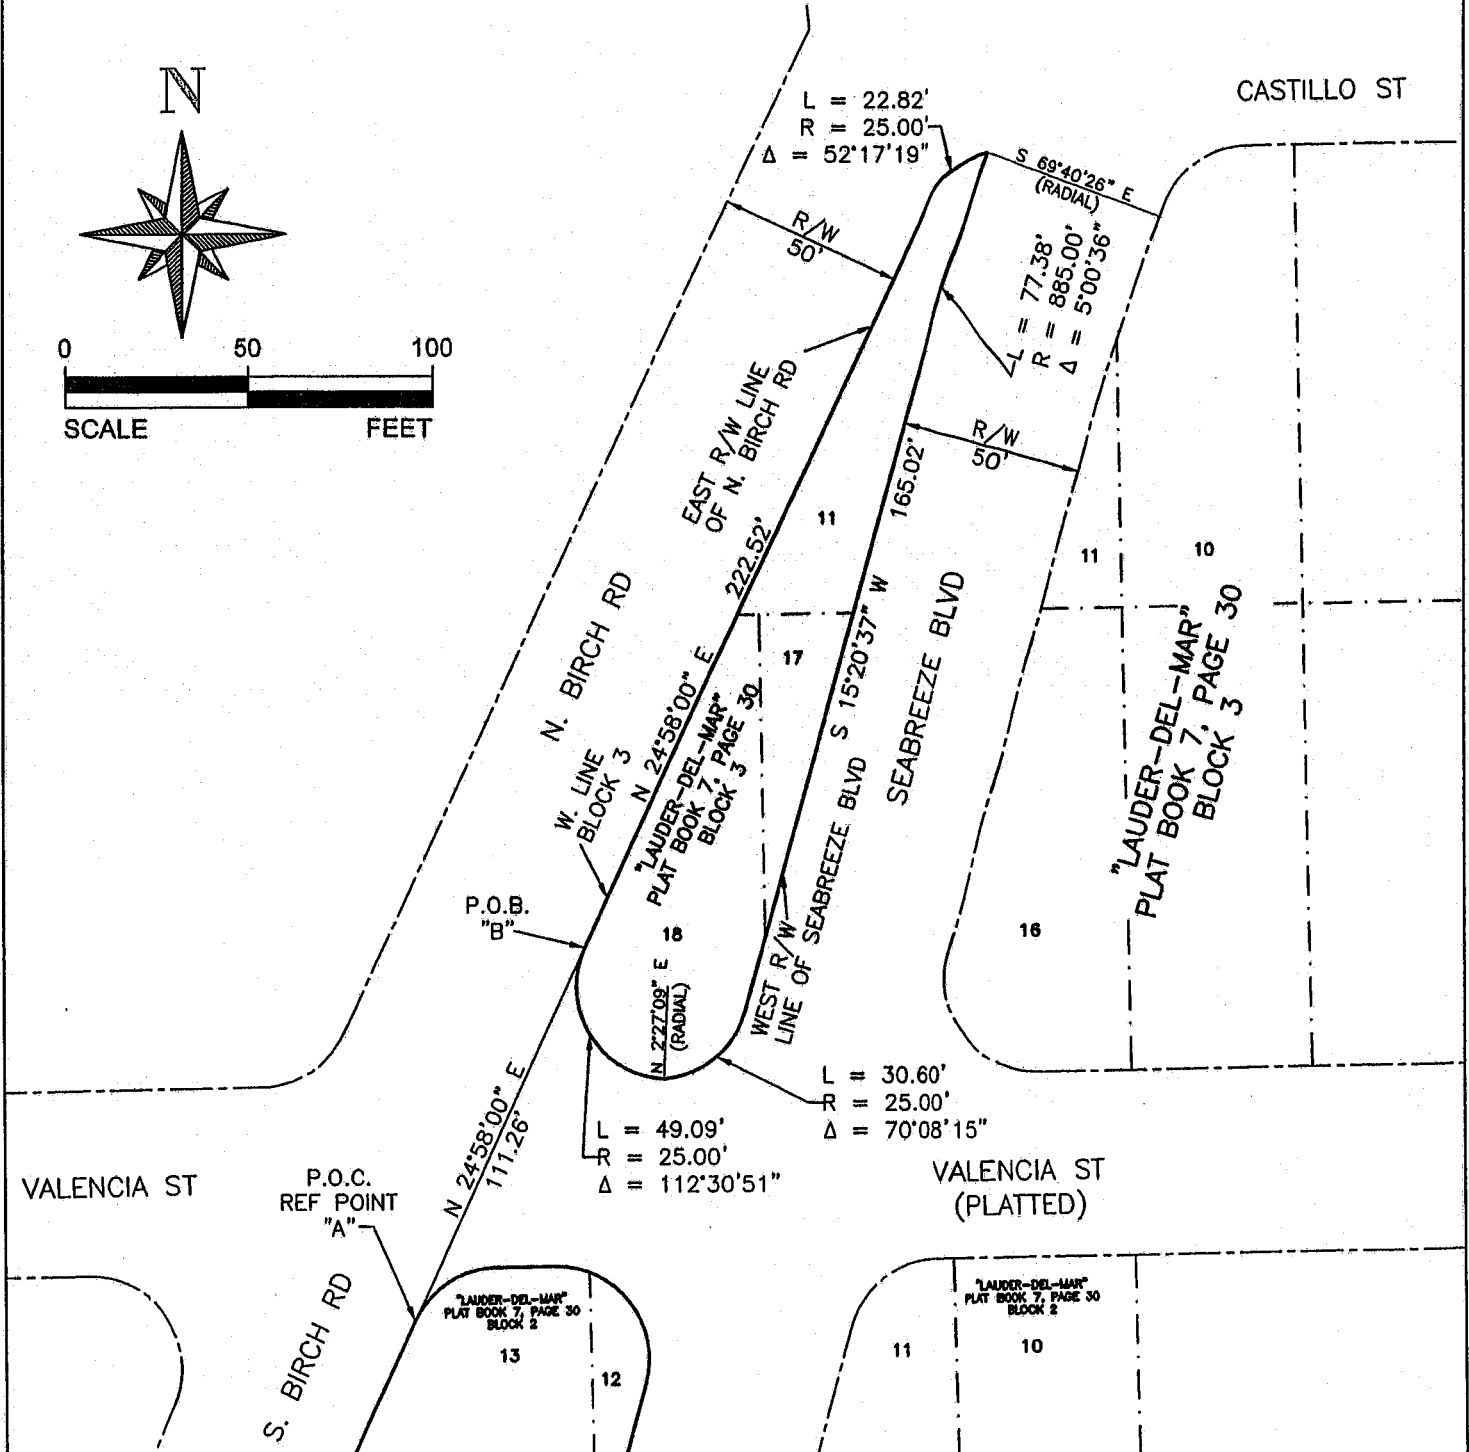 N
0 50 100
SCALE FEET
CASTILLO ST
L = 22.82'
R = 25.00'
Δ = 52°17'19"
S 69°40'26" E
(RADIAL)
R/W
50'
L = 77.38'
R = 885.00'
Δ = 5°00'36"
EAST R/W LINE
OF N. BIRCH RD
R/W
50'
165.02'
11
222.52'
11
10
N. BIRCH RD
17
S 15°20'37" W
SEABREEZE BLVD
N 24°58'00" E
W. LINE
BLOCK 3
"LAUDER-DEL-MAR"
PLAT BOOK 7, PAGE 30
BLOCK 3
"LAUDER-DEL-MAR"
PLAT BOOK 7, PAGE 30
BLOCK 3
P.O.B.
"B"
18
16
N 2°27'09" E
(RADIAL)
WEST R/W
LINE OF SEABREEZE BLVD
L = 30.60'
R = 25.00'
Δ = 70°08'15"
L = 49.09'
R = 25.00'
Δ = 112°30'51"
N 24°58'00" E
111.26'
VALENCIA ST
P.O.C.
REF POINT
"A"
VALENCIA ST
(PLATTED)
S. BIRCH RD
"LAUDER-DEL-MAR"
PLAT BOOK 7, PAGE 30
BLOCK 2
13
12
"LAUDER-DEL-MAR"
PLAT BOOK 7, PAGE 30
BLOCK 2
11
10